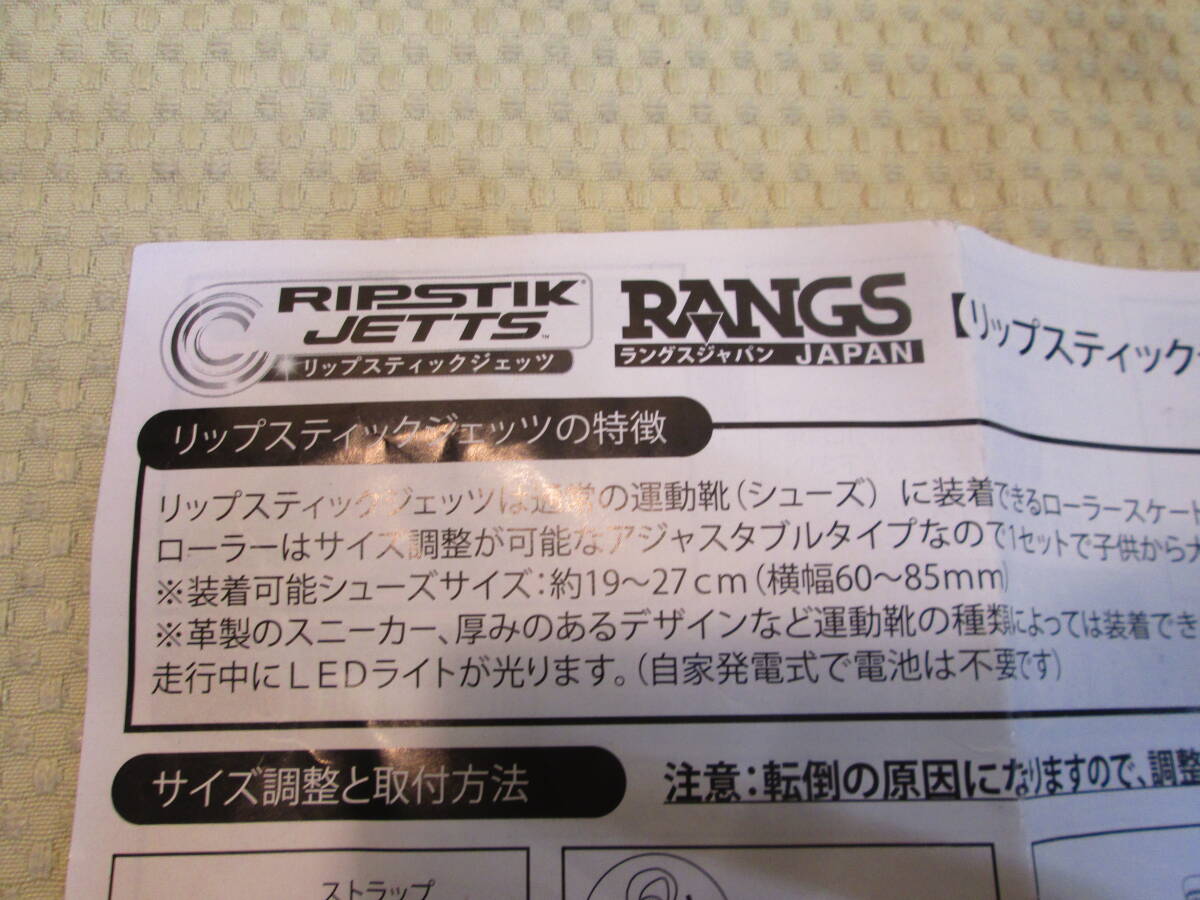 RIPSTIK®
JETTS™
リップスティックジェッツ
RANGS
ラングスジャパン JAPAN
【リップスティック
リップスティックジェッツの特徴
リップスティックジェッツは通常の運動靴（シューズ）に装着できるローラースケート
ローラーはサイズ調整が可能なアジャスタブルタイプなので1セットで子供から
※装着可能シューズサイズ：約19～27cm（横幅60～85mm）
※革製のスニーカー、厚みのあるデザインなど運動靴の種類によっては装着でき
走行中にLEDライトが光ります。（自家発電式で電池は不要です）
サイズ調整と取付方法
注意：転倒の原因になりますので、調整
ストラップ